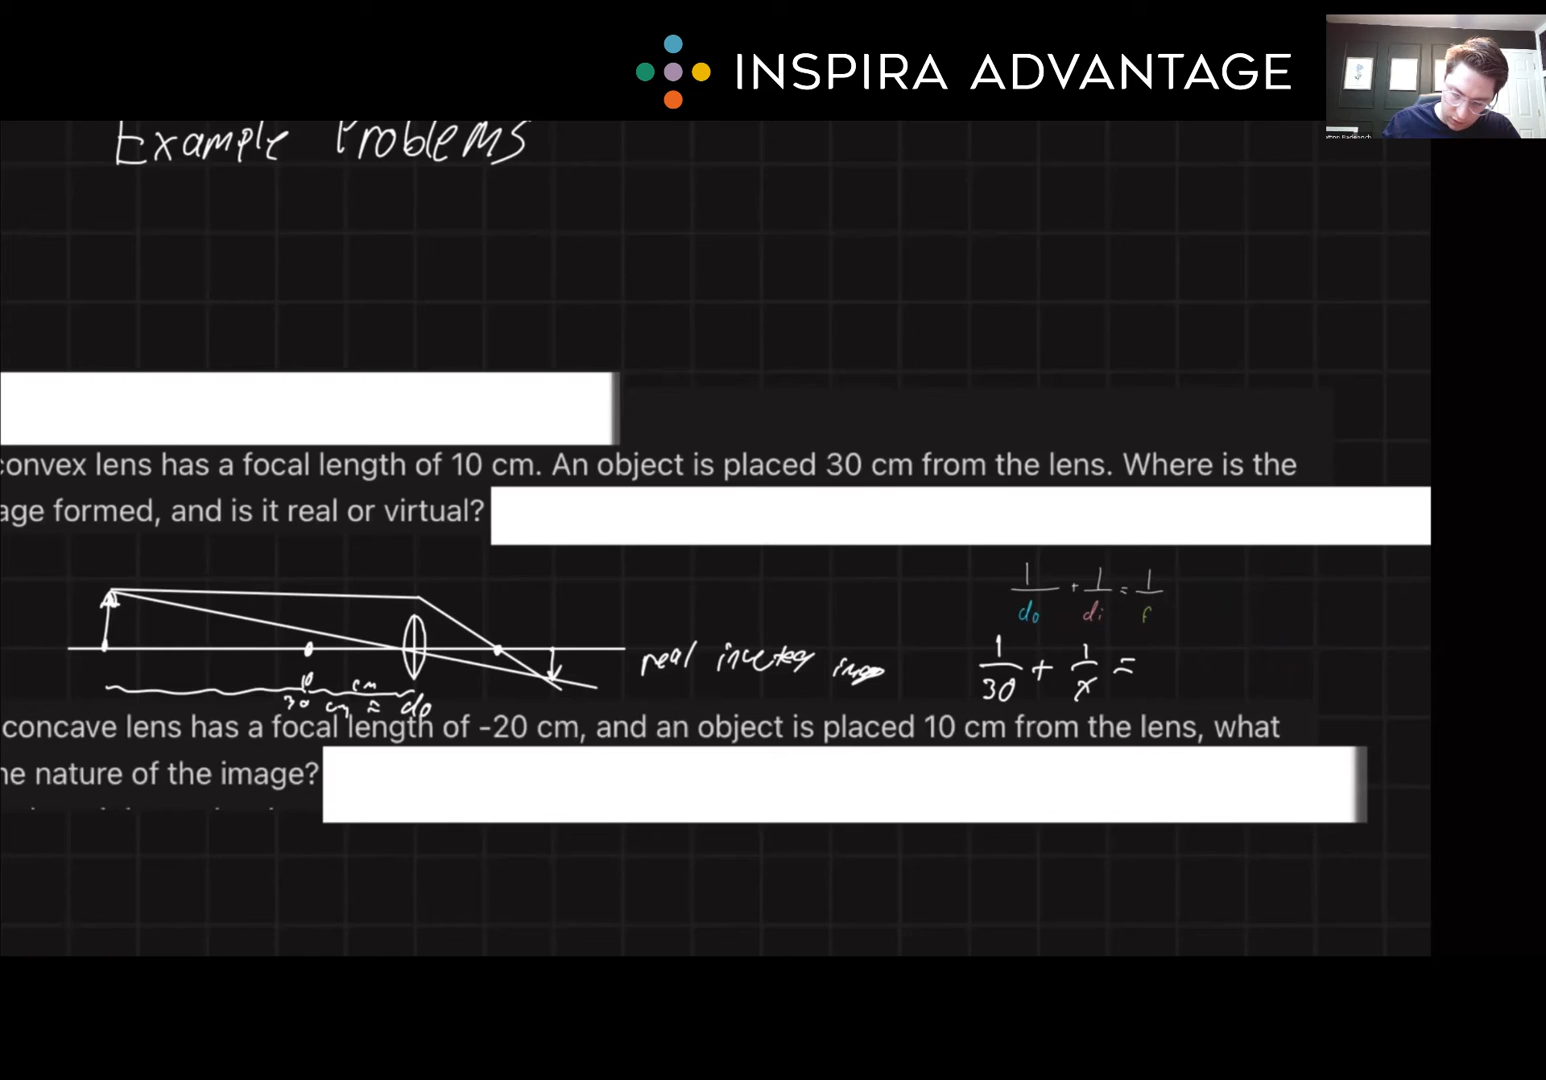 INSPIRA ADVANTAGE
Example Problems
convex lens has a focal length of 10 cm. An object is placed 30 cm from the lens. Where is the
age formed, and is it real or virtual?
1/do + 1/di = 1/f
real
1/30 + 1/x =
10 cm
30 cm = do
concave lens has a focal length of -20 cm, and an object is placed 10 cm from the lens, what
he nature of the image?